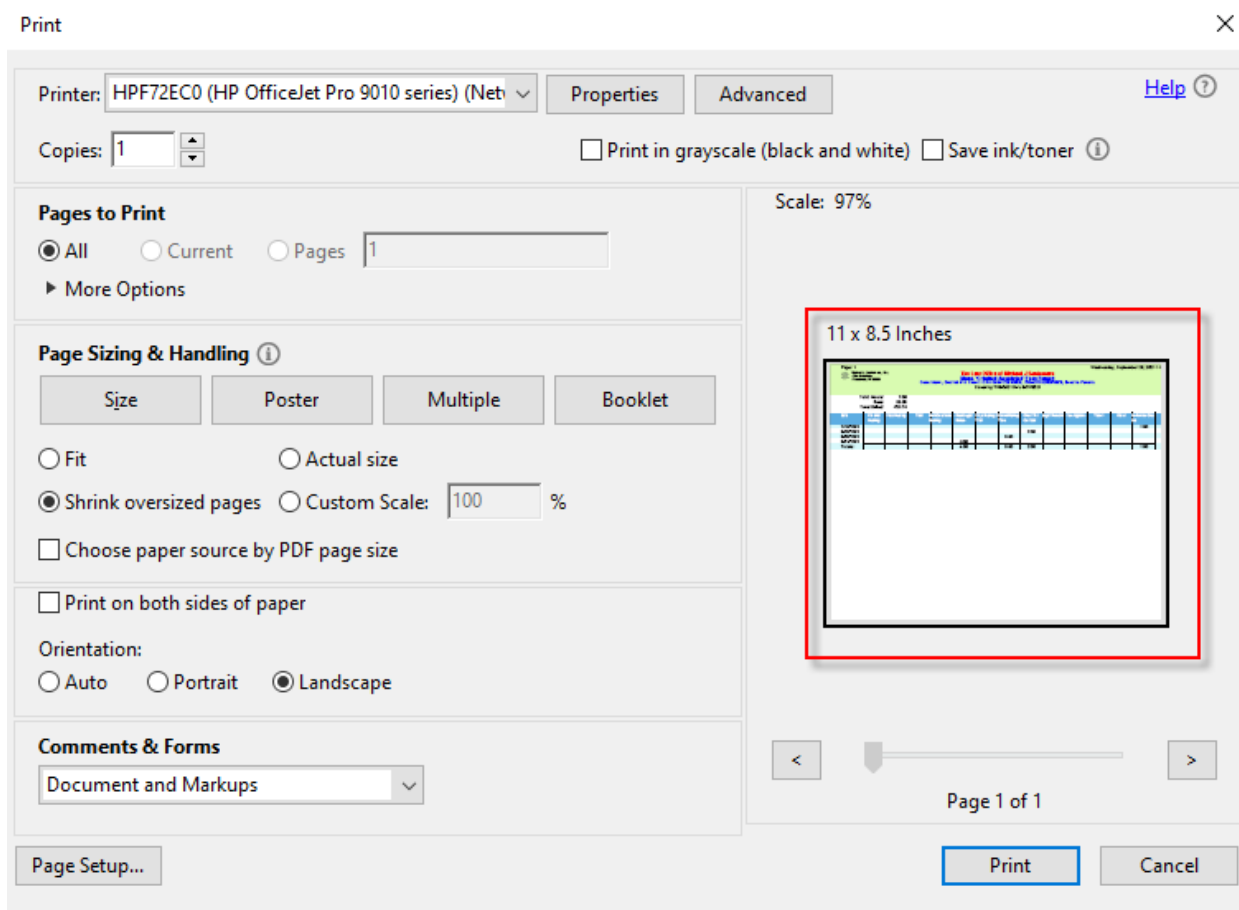 Print
Printer: HPF72EC0 (HP OfficeJet Pro 9010 series) (Netw
Properties
Advanced
Help ?
Copies: 1
Print in grayscale (black and white)
Save ink/toner
Pages to Print
All
Current
Pages
1
More Options
Scale: 97%
11 x 8.5 Inches
Page Sizing & Handling
Size
Poster
Multiple
Booklet
Fit
Actual size
Shrink oversized pages
Custom Scale:
100
%
Choose paper source by PDF page size
Print on both sides of paper
Orientation:
Auto
Portrait
Landscape
Comments & Forms
Document and Markups
<
>
Page 1 of 1
Page Setup...
Print
Cancel